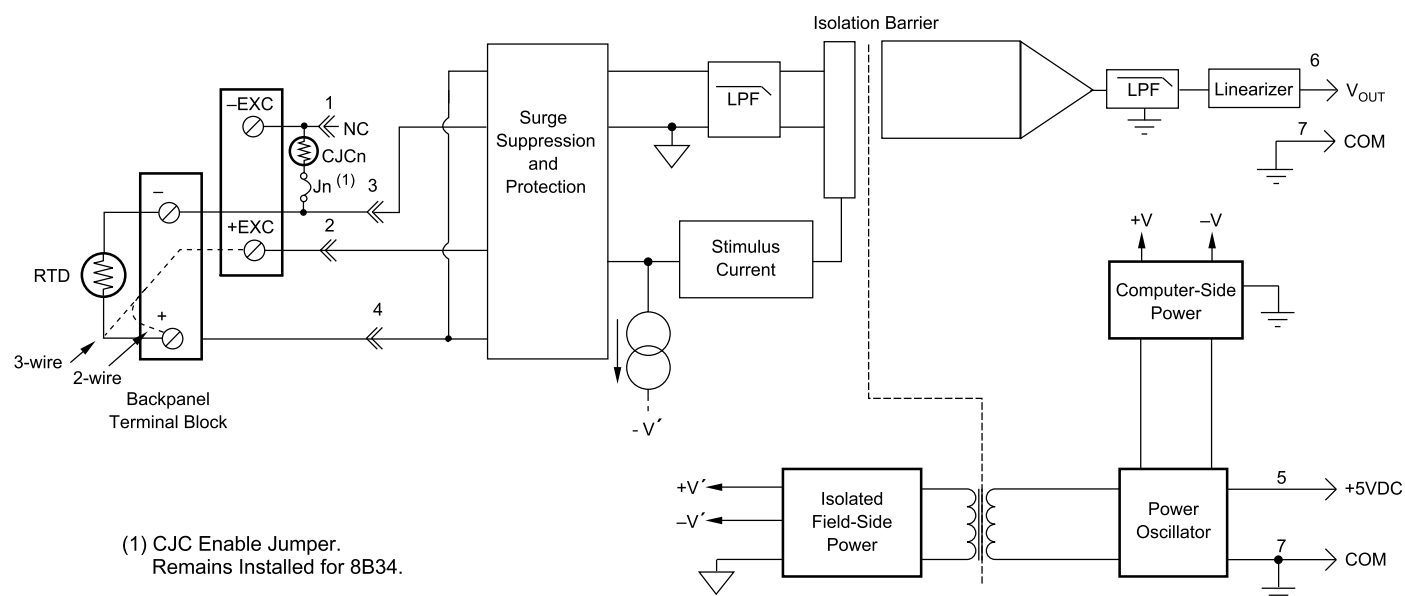 Isolation Barrier
–EXC
1
NC
CJCn
Jn (1)
3
+EXC
2
–
RTD
+
4
3-wire
2-wire
Backpanel
Terminal Block
Surge
Suppression
and
Protection
LPF
Stimulus
Current
- V´
LPF
Linearizer
6
VOUT
7
COM
+V
–V
Computer-Side
Power
+V´
–V´
Isolated
Field-Side
Power
Power
Oscillator
5
+5VDC
7
COM
(1) CJC Enable Jumper.
Remains Installed for 8B34.